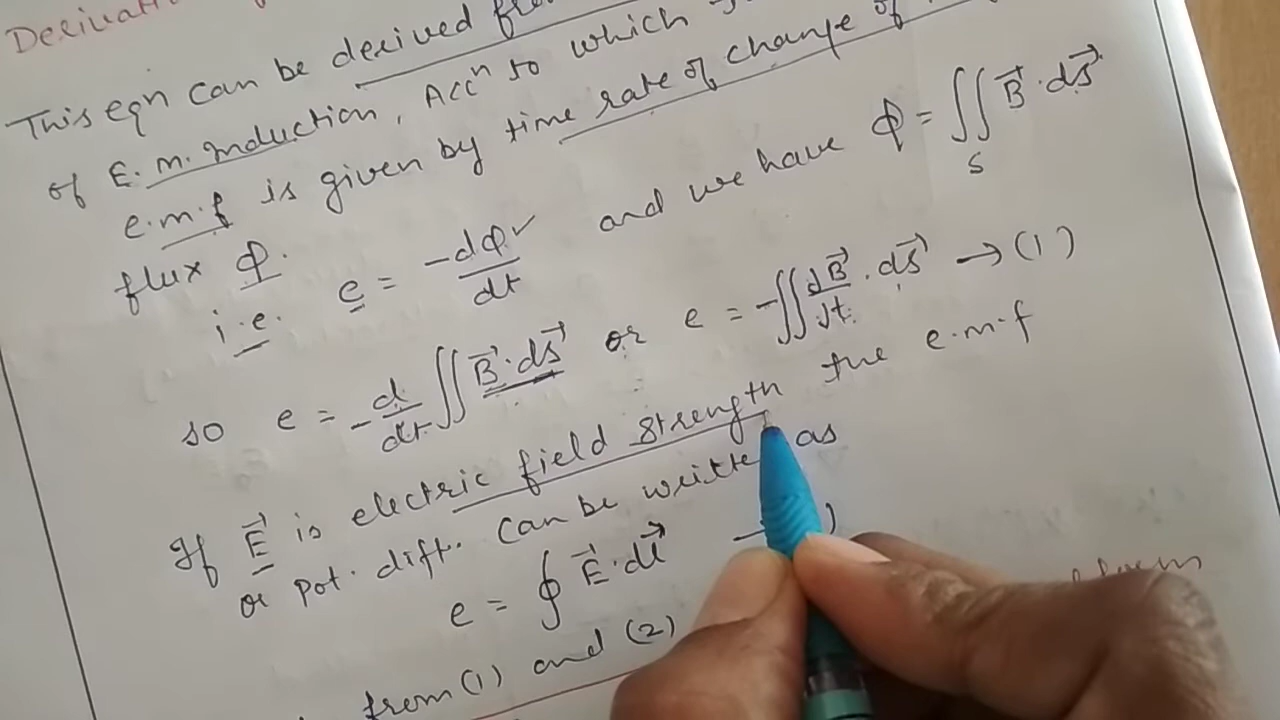 This eqn can be derived
of E.m. Induction, Accⁿ to which
e.m.f is given by time rate of change of
flux Φ.
i.e. e = -dΦ/dt and we have Φ = ∬_S B⃗·ds⃗
so e = -d/dt ∬ B⃗·ds⃗ or e = -∬ dB⃗/dt · ds⃗ → (1)
If E⃗ is electric field strength the e.m.f
or pot. diff. can be written as
e = ∮ E⃗·dl⃗
from (1) and (2)